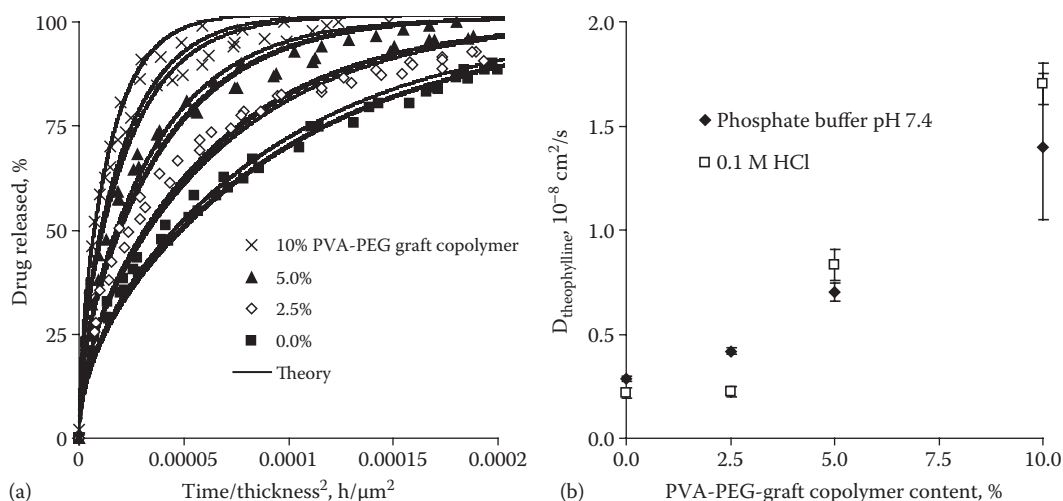 100
75
50
25
0
Drug released, %
10% PVA-PEG graft copolymer
5.0%
2.5%
0.0%
Theory
0
0.00005
0.0001
0.00015
0.0002
(a)
Time/thickness², h/μm²
2.0
1.5
1.0
0.5
0.0
D_theophylline, 10⁻⁸ cm²/s
Phosphate buffer pH 7.4
0.1 M HCl
0.0
2.5
5.0
7.5
10.0
(b)
PVA-PEG-graft copolymer content, %